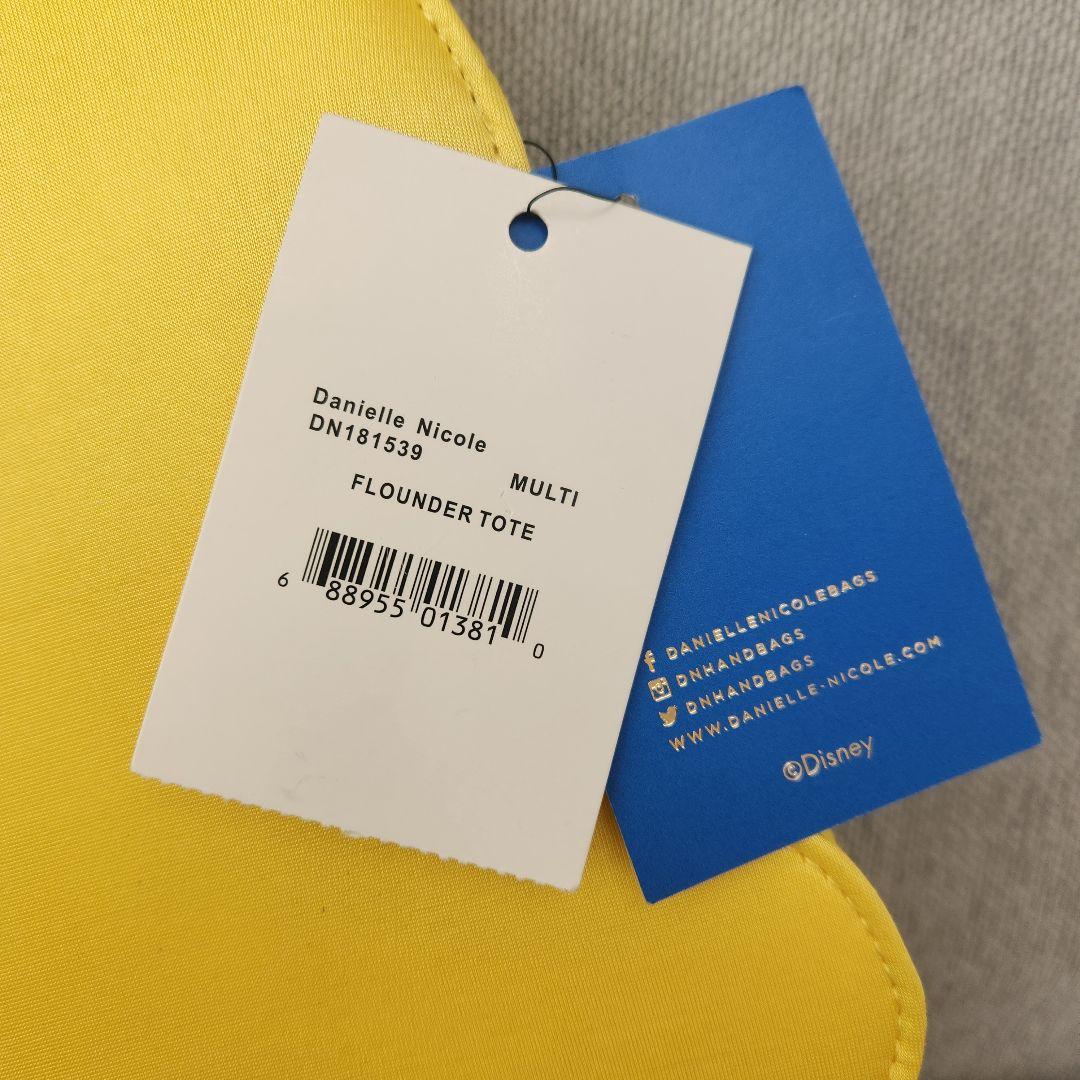 Danielle Nicole
DN181539
MULTI
FLOUNDER TOTE
6 88955 01381 0
DANIELLENICOLEBAGS
DNHANDBAGS
DNHANDBAGS
WWW.DANIELLE-NICOLE.COM
©Disney